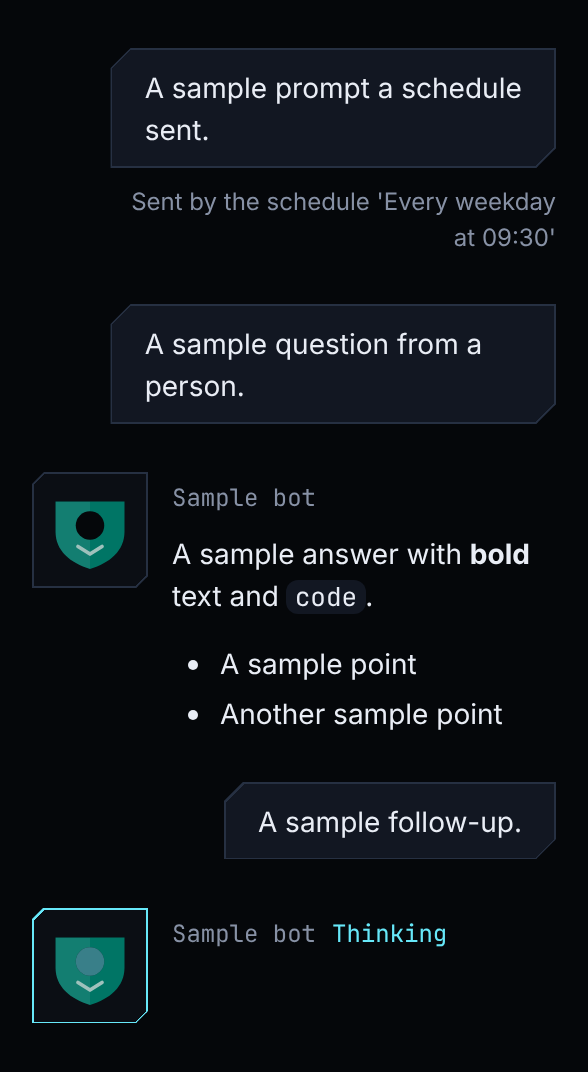 A sample prompt a schedule
sent.
Sent by the schedule 'Every weekday
at 09:30'
A sample question from a
person.
Sample bot
A sample answer with bold
text and code.
• A sample point
• Another sample point
A sample follow-up.
Sample bot Thinking